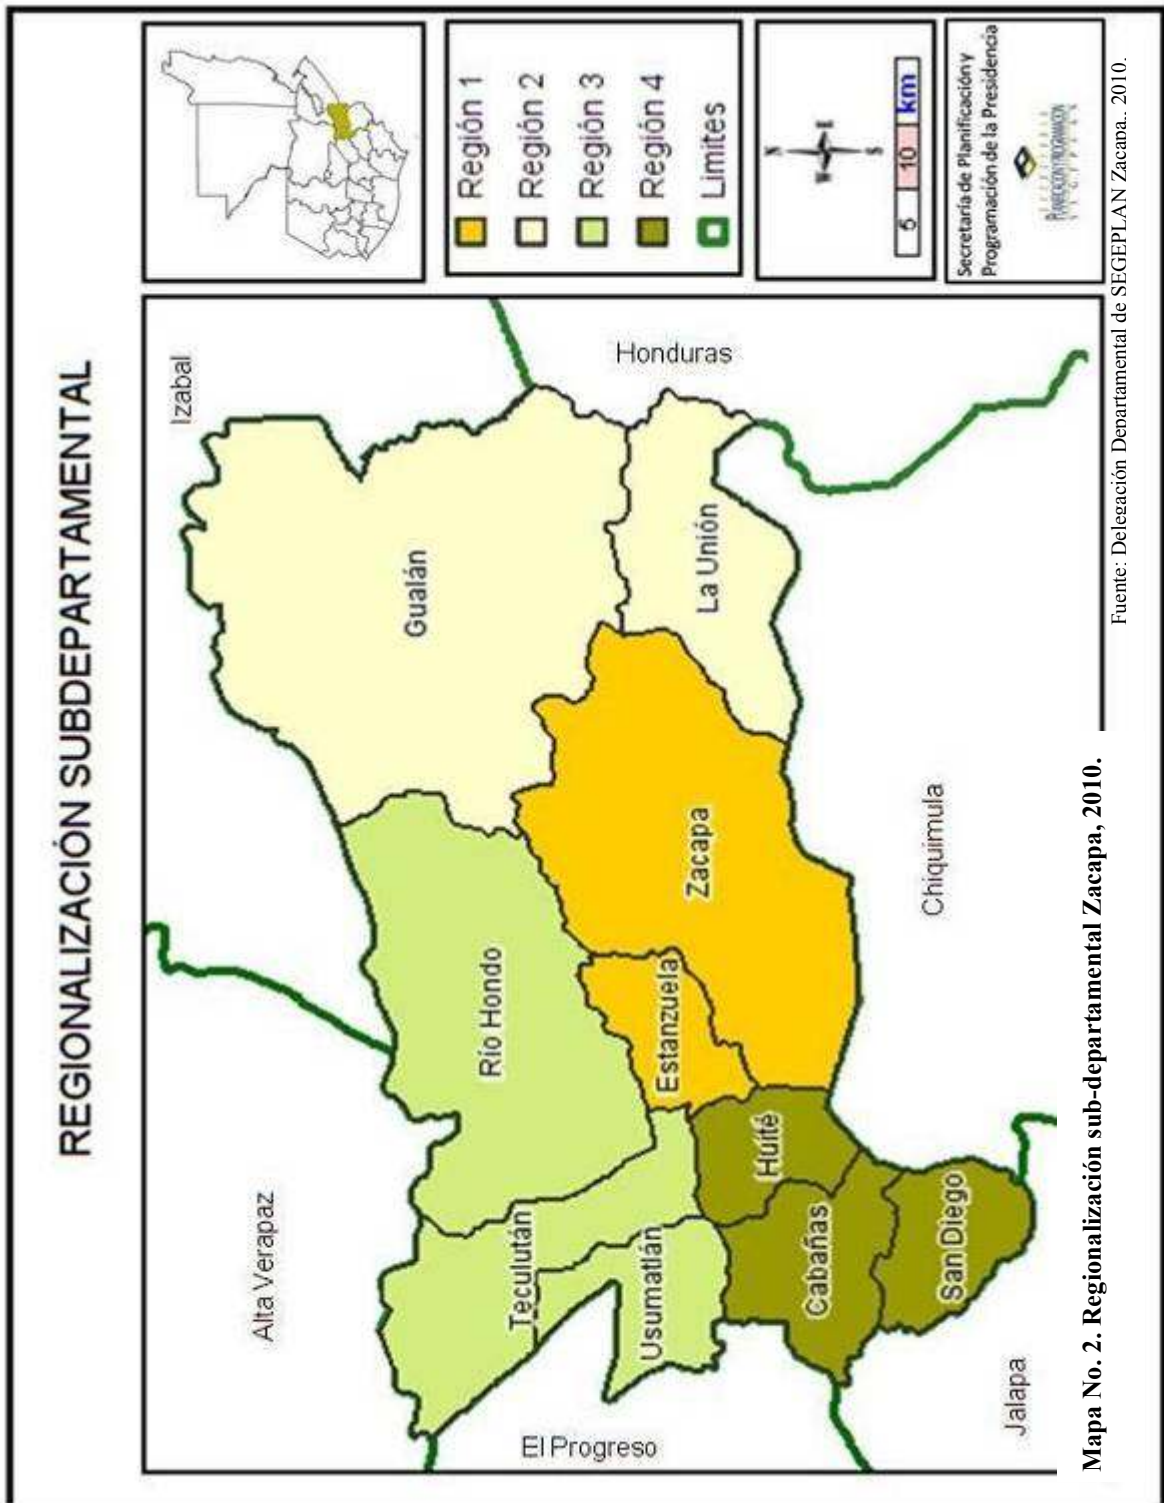 REGIONALIZACIÓN SUBDEPARTAMENTAL
Alta Verapaz
Izabal
Gualán
Río Hondo
Teculután
Usumatlán
Estanzuela
Zacapa
La Unión
Honduras
Huité
Cabañas
San Diego
El Progreso
Jalapa
Chiquimula
Región 1
Región 2
Región 3
Región 4
Limites
N
W
E
S
5 10 km
Secretaria de Planificación y
Programación de la Presidencia
Mapa No. 2. Regionalización sub-departamental Zacapa, 2010.
Fuente: Delegación Departamental de SEGEPLAN Zacapa.. 2010.